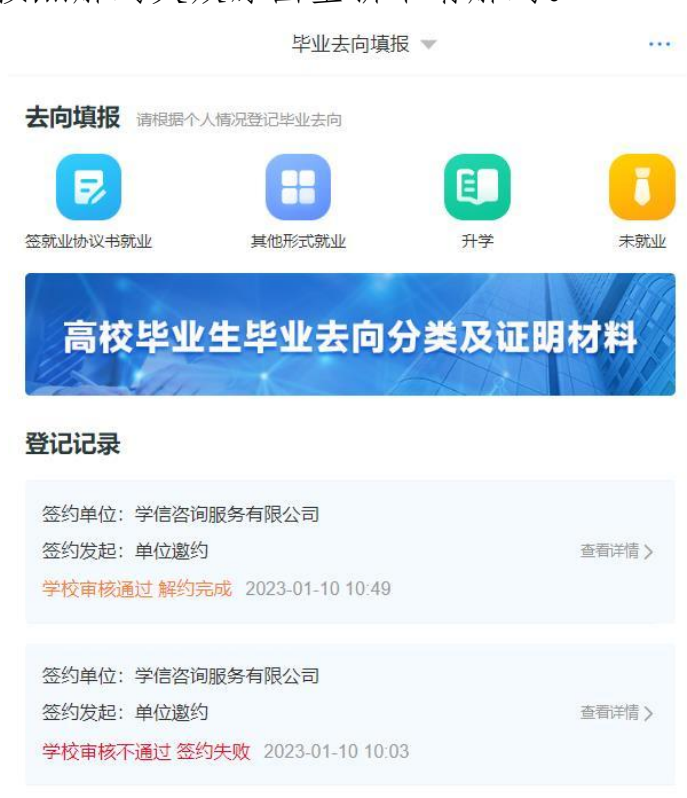 毕业去向填报
去向填报 请根据个人情况登记毕业去向
签就业协议书就业 其他形式就业 升学 未就业
高校毕业生毕业去向分类及证明材料
登记记录
签约单位：学信咨询服务有限公司
签约发起：单位邀约 查看详情 >
学校审核通过 解约完成 2023-01-10 10:49
签约单位：学信咨询服务有限公司
签约发起：单位邀约 查看详情 >
学校审核不通过 签约失败 2023-01-10 10:03